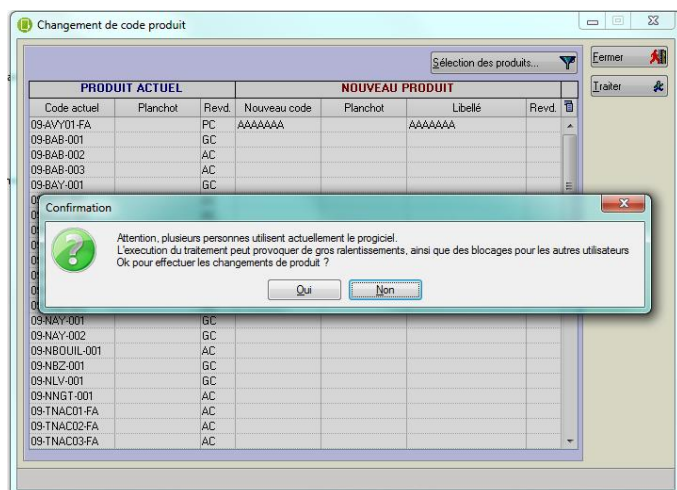 Changement de code produit
Sélection des produits...
Fermer
Traiter
PRODUIT ACTUEL NOUVEAU PRODUIT
Code actuel Planchot Revd. Nouveau code Planchot Libellé Revd.
09-AVY01-FA PC AAAAAAA AAAAAAA
09-BAB-001 GC
09-BAB-002 AC
09-BAB-003 AC
09-BAY-001 GC
Confirmation
Attention, plusieurs personnes utilisent actuellement le progiciel.
L'execution du traitement peut provoquer de gros ralentissements, ainsi que des blocages pour les autres utilisateurs
Ok pour effectuer les changements de produit ?
Oui Non
09-NAY-001 GC
09-NAY-002 GC
09-NBOUIL-001 AC
09-NBZ-001 GC
09-NLV-001 GC
09-NNGT-001 AC
09-TNAC01-FA AC
09-TNAC02-FA AC
09-TNAC03-FA AC